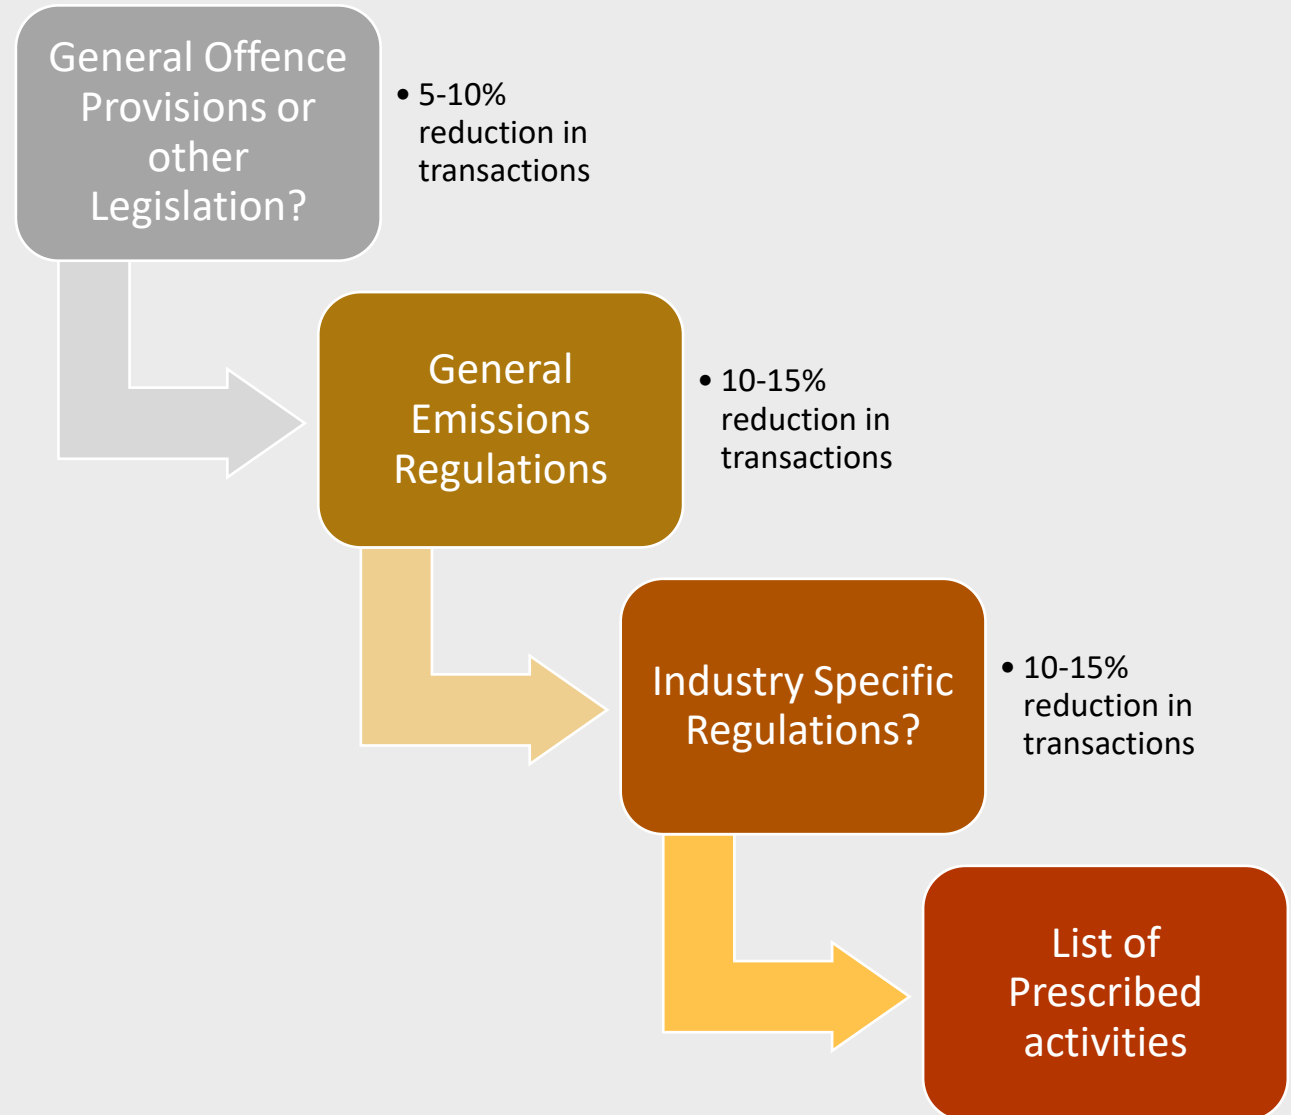 General Offence
Provisions or
other
Legislation?
• 5-10%
reduction in
transactions
General
Emissions
Regulations
• 10-15%
reduction in
transactions
Industry Specific
Regulations?
• 10-15%
reduction in
transactions
List of
Prescribed
activities